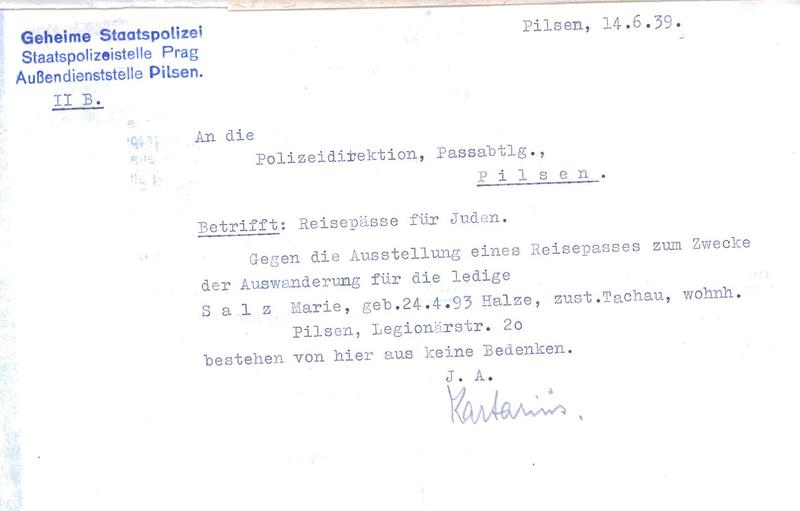 Geheime Staatspolizei
Staatspolizeistelle Prag
Außendienststelle Pilsen.
II B.
Pilsen, 14.6.39.
An die
Polizeidirektion, Passabtlg.,
P i l s e n .
Betrifft: Reisepässe für Juden.
Gegen die Ausstellung eines Reisepasses zum Zwecke
der Auswanderung für die ledige
S a l z Marie, geb.24.4.93 Halze, zust.Tachau, wohnh.
Pilsen, Legionärstr. 2o
bestehen von hier aus keine Bedenken.
J. A.